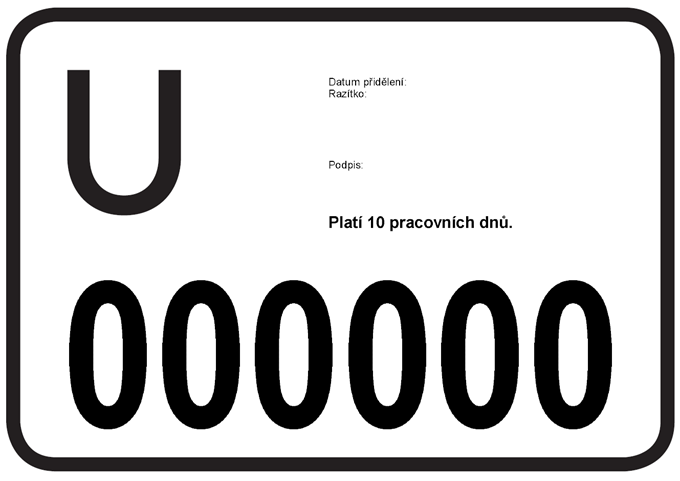 U
Datum přidělení:
Razítko:
Podpis:
Platí 10 pracovních dnů.
000000